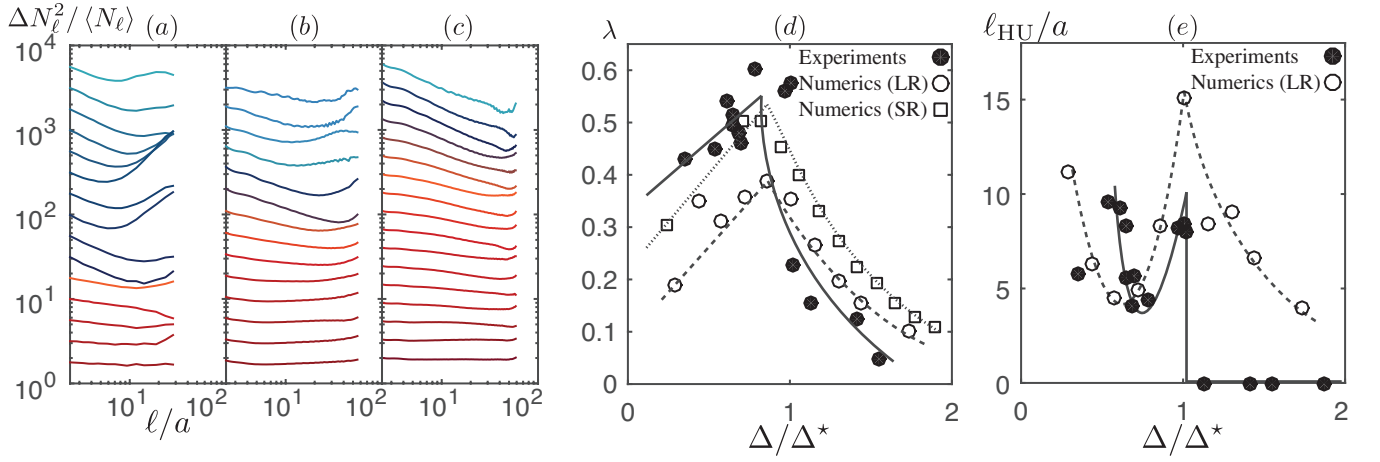 ΔN_ℓ^2/⟨N_ℓ⟩ (a)
(b)
(c)
10^4
10^3
10^2
10^1
10^0
10^1 10^2
10^1
10^1 10^2
ℓ/a
λ
(d)
Experiments
Numerics (LR)
Numerics (SR)
0.6
0.5
0.4
0.3
0.2
0.1
0
0 1 2
Δ/Δ⋆
ℓ_HU/a
(e)
Experiments
Numerics (LR)
15
10
5
0
0 1 2
Δ/Δ⋆